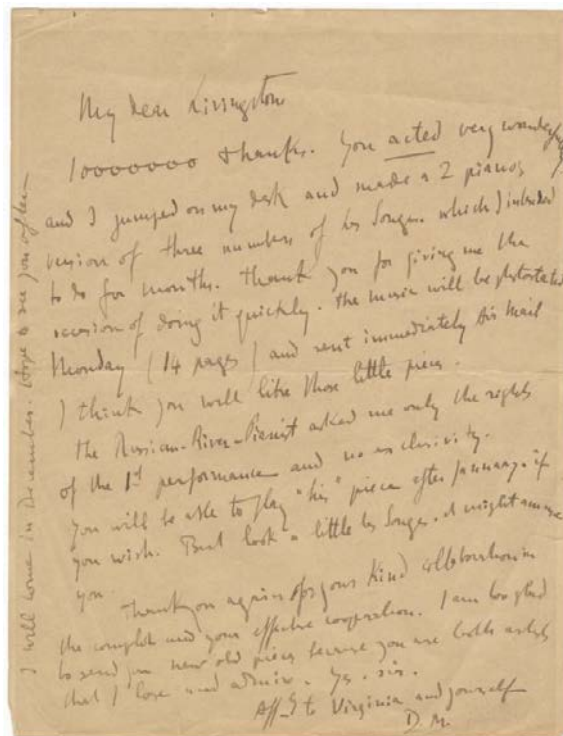 My dear Livingston
10000000 thanks. You acted very wonderfully
and I jumped on my desk and made a 2 pianos
version of three numbers of les Songes. which I intended
to do for months. thank you for giving me the
occasion of doing it quickly. the music will be photostated
Monday (14 pages) and sent immediately Air Mail
I think you will like those little pieces.
the Russian-River-Pianist asked me only the rights
of the 1st performance and no exclusivity.
you will be able to play "his" piece after January. if
you wish. But look a little les Songes. it might amuse
you.
Thank you again for your kind collaboration in
the complot and your effective cooperation. I am too glad
to send you new old pieces because you are both artists
that I love and admire. Yes. sir.
Aff to Virginia and yourself
D.M.
I will come in December. Hope to see you often